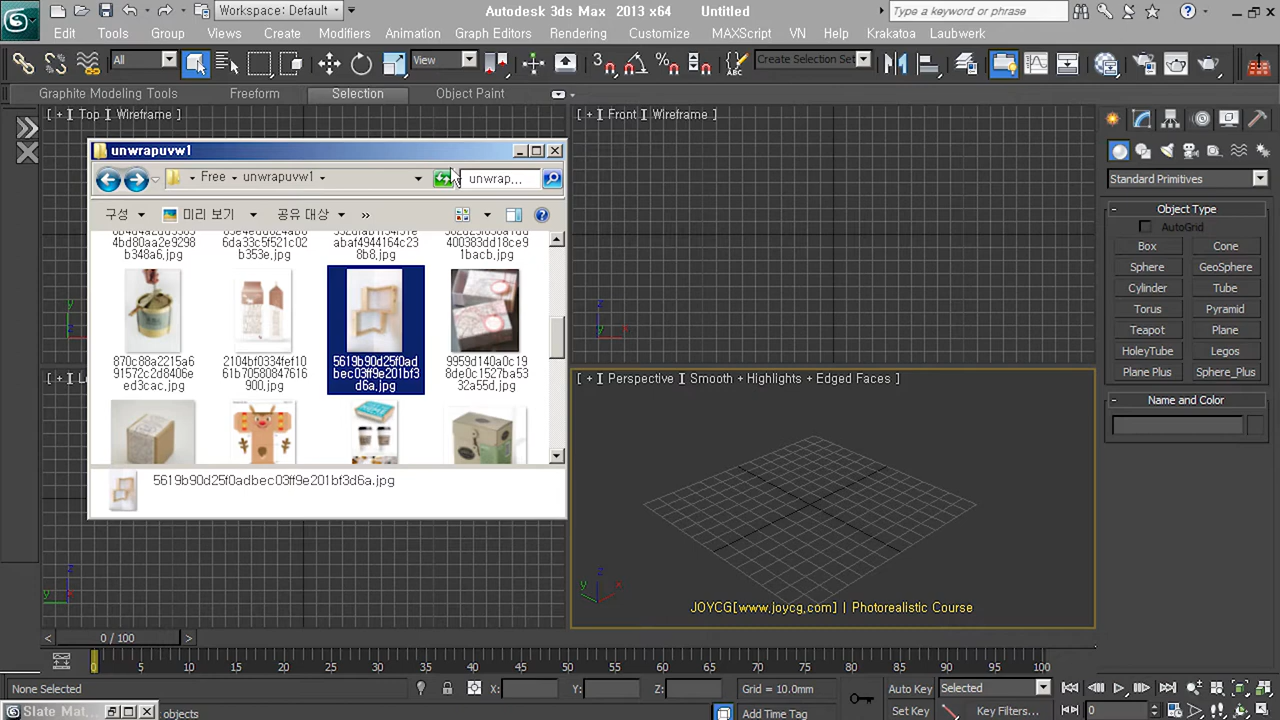 Workspace: Default
Autodesk 3ds Max 2013 x64 Untitled
Type a keyword or phrase
Edit Tools Group Views Create Modifiers Animation Graph Editors Rendering Customize MAXScript VN Help Krakatoa Laubwerk
All
View
Create Selection Set
Graphite Modeling Tools Freeform Selection Object Paint
[ + ] [ Top ] [ Wireframe ]
[ + ] [ Front ] [ Wireframe ]
unwrapuvw1
Free unwrapuvw1
unwrap...
구성 미리 보기 공유 대상 »
4bd80aa2e9298
b348a6.jpg
6da33c5f521c02
b353e.jpg
eabaf4944164c23
8b8.jpg
400383dd18ce9
1bacb.jpg
870c88a2215a6
91572c2d8406e
ed3cac.jpg
2104bf0334fef10
61b70580847616
900.jpg
5619b90d25f0ad
bec03ff9e201bf3
d6a.jpg
9959d140a0c19
8de0c1527ba53
32a55d.jpg
5619b90d25f0adbec03ff9e201bf3d6a.jpg
Standard Primitives
Object Type
AutoGrid
Box Cone
Sphere GeoSphere
Cylinder Tube
Torus Pyramid
Teapot Plane
HoleyTube Legos
Plane Plus Sphere_Plus
Name and Color
[ + ] [ Perspective ] [ Smooth + Highlights + Edged Faces ]
z
x
y
JOYCG[www.joycg.com] | Photorealistic Course
0 / 100
0 5 10 15 20 25 30 35 40 45 50 55 60 65 70 75 80 85 90 95 100
None Selected
X: Y: Z:
Grid = 10.0mm
Auto Key Selected
Slate Mat...
objects
Add Time Tag
Set Key Key Filters...
0